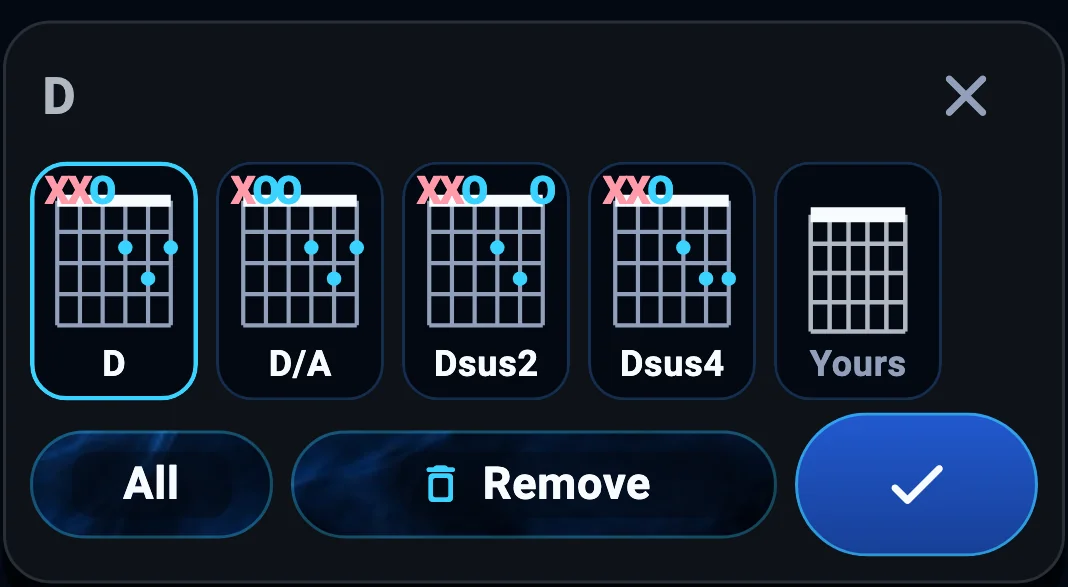 D
XXO XOO XXO O XXO
D D/A Dsus2 Dsus4 Yours
All Remove